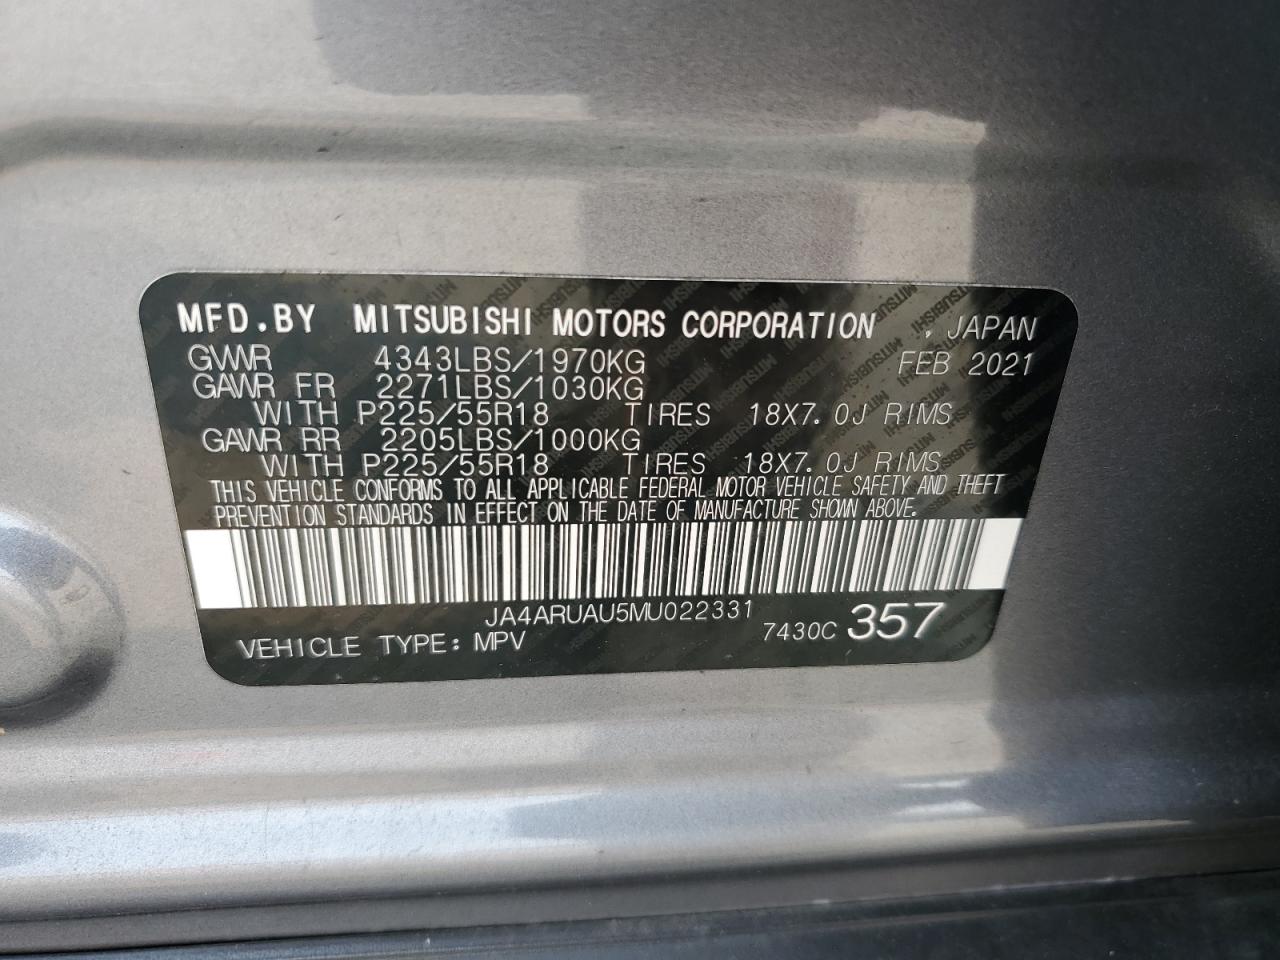 MFD.BY MITSUBISHI MOTORS CORPORATION , JAPAN
GVWR 4343LBS/1970KG FEB 2021
GAWR FR 2271LBS/1030KG
WITH P225/55R18 TIRES 18X7.0J RIMS
GAWR RR 2205LBS/1000KG
WITH P225/55R18 TIRES 18X7.0J RIMS
THIS VEHICLE CONFORMS TO ALL APPLICABLE FEDERAL MOTOR VEHICLE SAFETY AND THEFT
PREVENTION STANDARDS IN EFFECT ON THE DATE OF MANUFACTURE SHOWN ABOVE.
JA4ARUAU5MU022331
VEHICLE TYPE: MPV 7430C 357